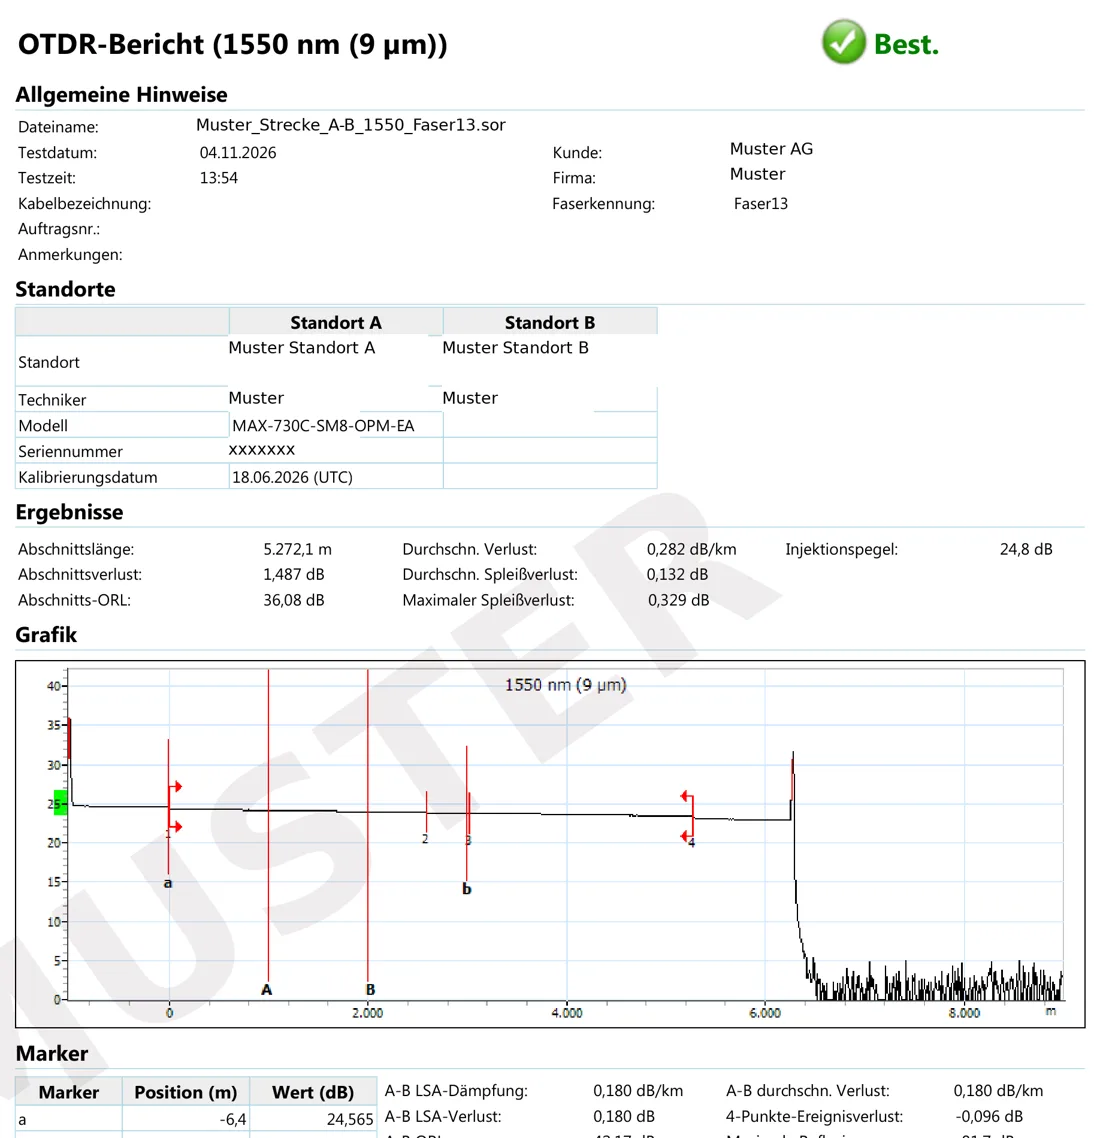 OTDR-Bericht (1550 nm (9 µm))
Best.
Allgemeine Hinweise
Dateiname: Muster_Strecke_A-B_1550_Faser13.sor
Testdatum: 04.11.2026 Kunde: Muster AG
Testzeit: 13:54 Firma: Muster
Kabelbezeichnung: Faserkennung: Faser13
Auftragsnr.:
Anmerkungen:
Standorte
Standort A Standort B
Standort Muster Standort A Muster Standort B
Techniker Muster Muster
Modell MAX-730C-SM8-OPM-EA
Seriennummer xxxxxxx
Kalibrierungsdatum 18.06.2026 (UTC)
Ergebnisse
Abschnittslänge: 5.272,1 m Durchschn. Verlust: 0,282 dB/km Injektionspegel: 24,8 dB
Abschnittsverlust: 1,487 dB Durchschn. Spleißverlust: 0,132 dB
Abschnitts-ORL: 36,08 dB Maximaler Spleißverlust: 0,329 dB
Grafik
1550 nm (9 µm)
40
35
30
25
20
15
10
5
0
1 2 3 4
a b
A B
0 2.000 4.000 6.000 8.000 m
MUSTER
Marker
Marker Position (m) Wert (dB) A-B LSA-Dämpfung: 0,180 dB/km A-B durchschn. Verlust: 0,180 dB/km
a -6,4 24,565 A-B LSA-Verlust: 0,180 dB 4-Punkte-Ereignisverlust: -0,096 dB